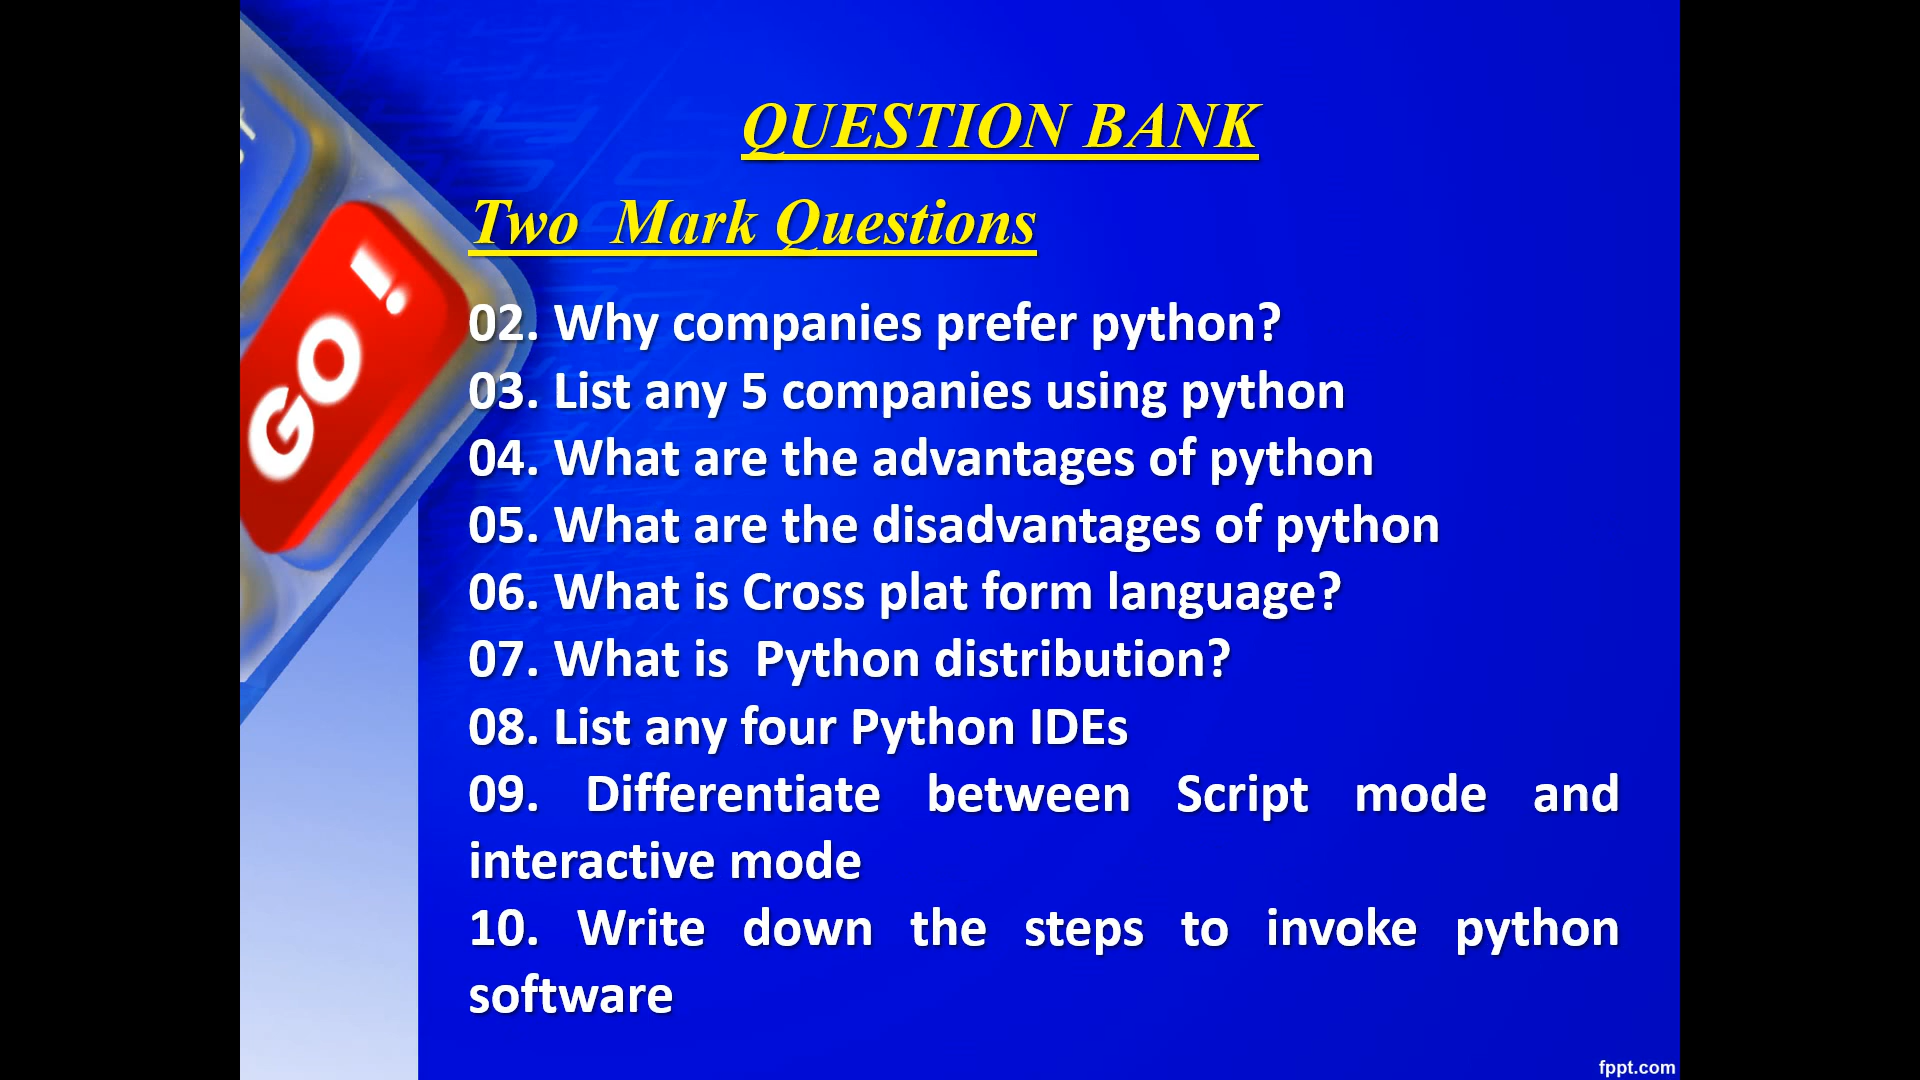 QUESTION BANK
Two Mark Questions
02. Why companies prefer python?
03. List any 5 companies using python
04. What are the advantages of python
05. What are the disadvantages of python
06. What is Cross plat form language?
07. What is Python distribution?
08. List any four Python IDEs
09. Differentiate between Script mode and
interactive mode
10. Write down the steps to invoke python
software
GO!
fppt.com